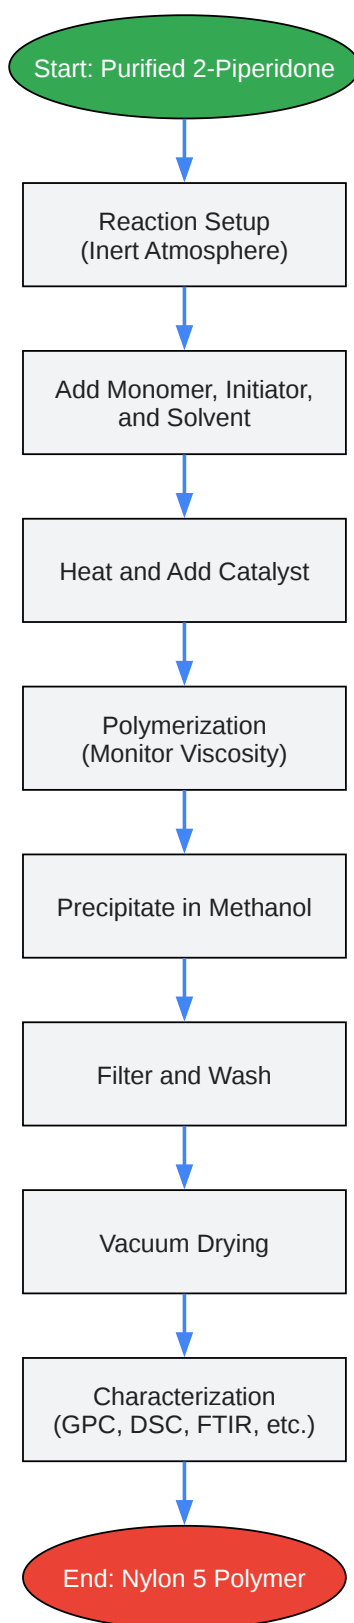 Start: Purified 2-Piperidone
Reaction Setup
(Inert Atmosphere)
Add Monomer, Initiator,
and Solvent
Heat and Add Catalyst
Polymerization
(Monitor Viscosity)
Precipitate in Methanol
Filter and Wash
Vacuum Drying
Characterization
(GPC, DSC, FTIR, etc.)
End: Nylon 5 Polymer